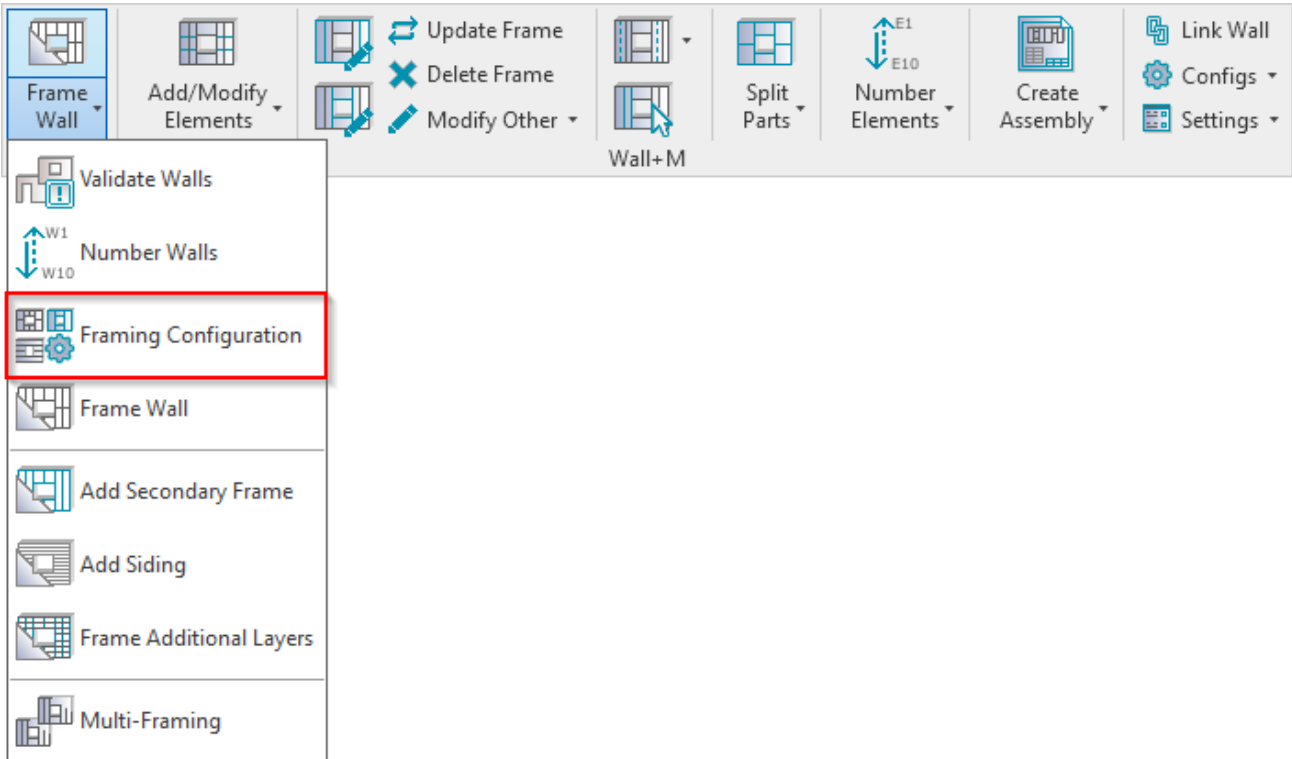 Frame
Wall
Add/Modify
Elements
Update Frame
Delete Frame
Modify Other
Split
Parts
E1
E10
Number
Elements
Create
Assembly
Link Wall
Configs
Settings
Wall+M
Validate Walls
W1
W10
Number Walls
Framing Configuration
Frame Wall
Add Secondary Frame
Add Siding
Frame Additional Layers
Multi-Framing